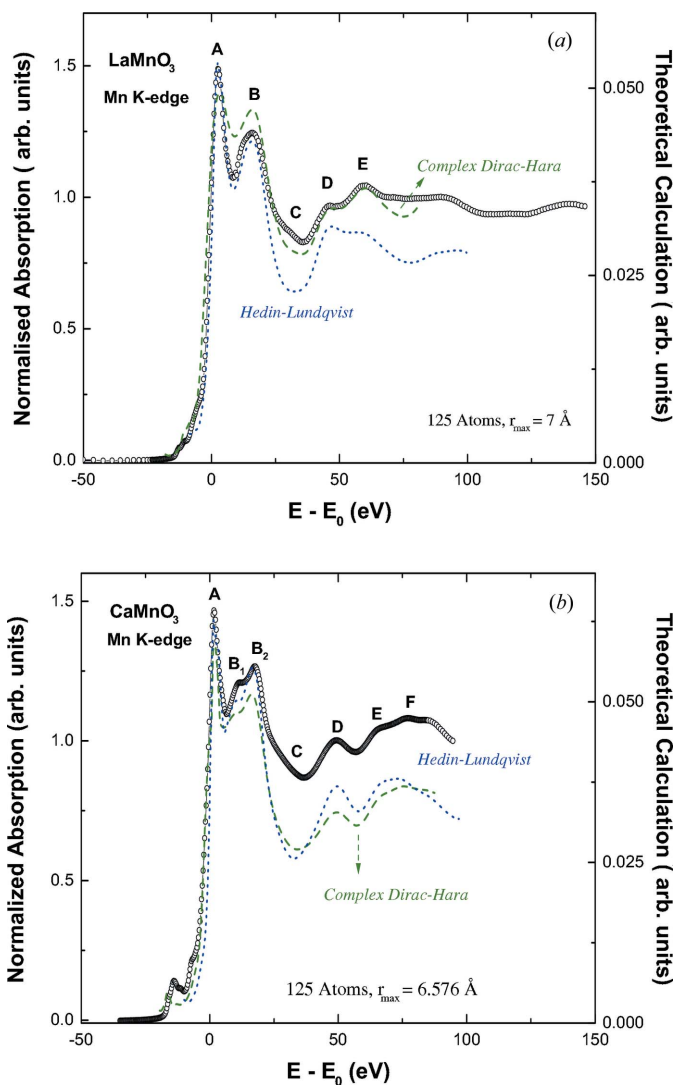 (a)
A
LaMnO3
Mn K-edge
B
C
D
E
Complex Dirac-Hara
Hedin-Lundqvist
125 Atoms, rmax = 7 Å
Normalised Absorption ( arb. units)
1.5
1.0
0.5
0.0
Theoretical Calculation ( arb. units)
0.050
0.025
0.000
-50
0
50
100
150
E - E0 (eV)
(b)
A
CaMnO3
Mn K-edge
B1
B2
C
D
E
F
Hedin-Lundqvist
Complex Dirac-Hara
125 Atoms, rmax = 6.576 Å
Normalized Absorption (arb. units)
1.5
1.0
0.5
0.0
Theoretical Calculation ( arb. units)
0.050
0.025
0.000
0
50
100
150
E - E0 (eV)